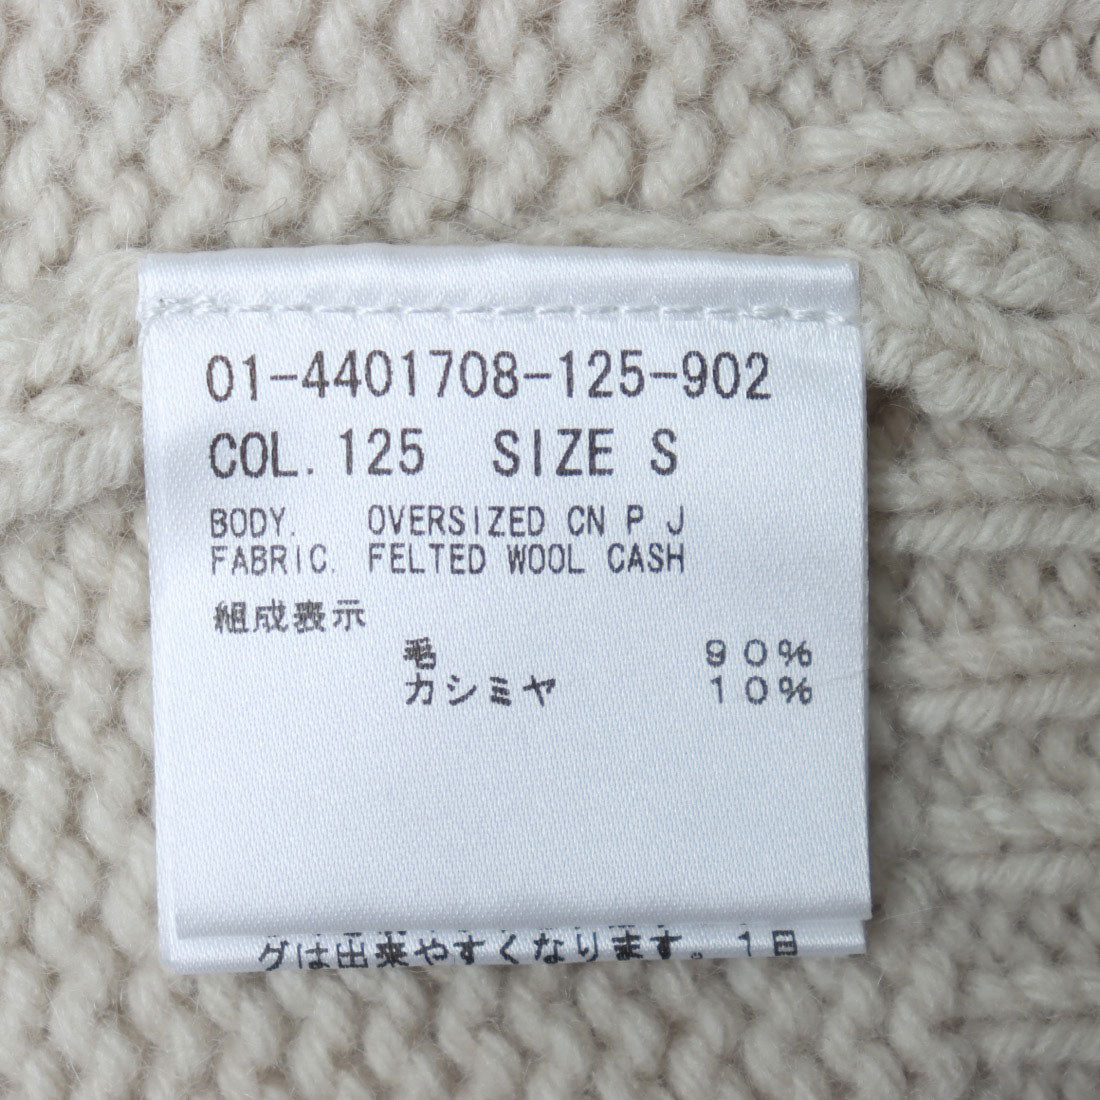 01-4401708-125-902
COL. 125 SIZE S
BODY. OVERSIZED CN P J
FABRIC. FELTED WOOL CASH
組成表示
毛 90%
カシミヤ 10%
グは出来やすくなります。1日